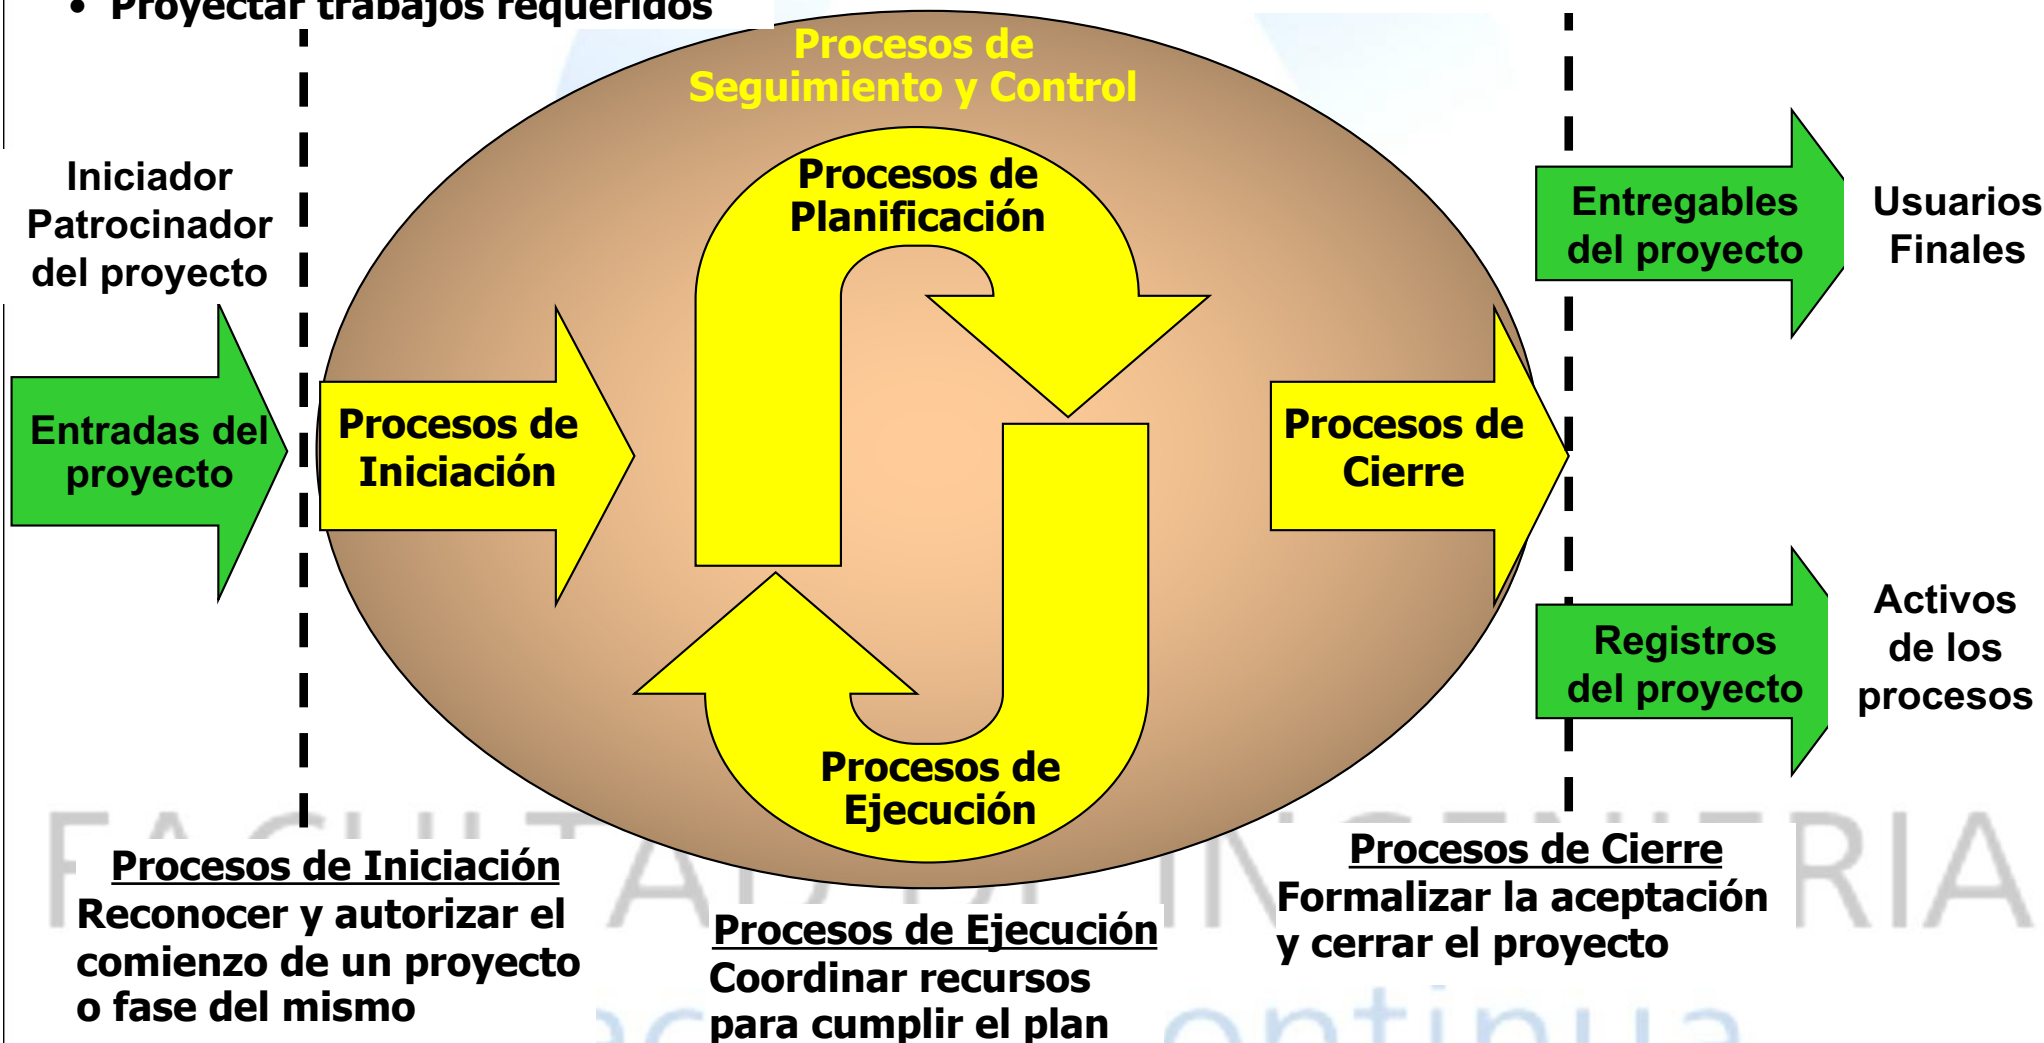 • Proyectar trabajos requeridos
Procesos de
Seguimiento y Control
Iniciador
Patrocinador
del proyecto
Procesos de
Planificación
Entregables
del proyecto
Usuarios
Finales
Entradas del
proyecto
Procesos de
Iniciación
Procesos de
Cierre
Registros
del proyecto
Activos
de los
procesos
Procesos de
Ejecución
Procesos de Iniciación
Reconocer y autorizar el
comienzo de un proyecto
o fase del mismo
Procesos de Ejecución
Coordinar recursos
para cumplir el plan
Procesos de Cierre
Formalizar la aceptación
y cerrar el proyecto